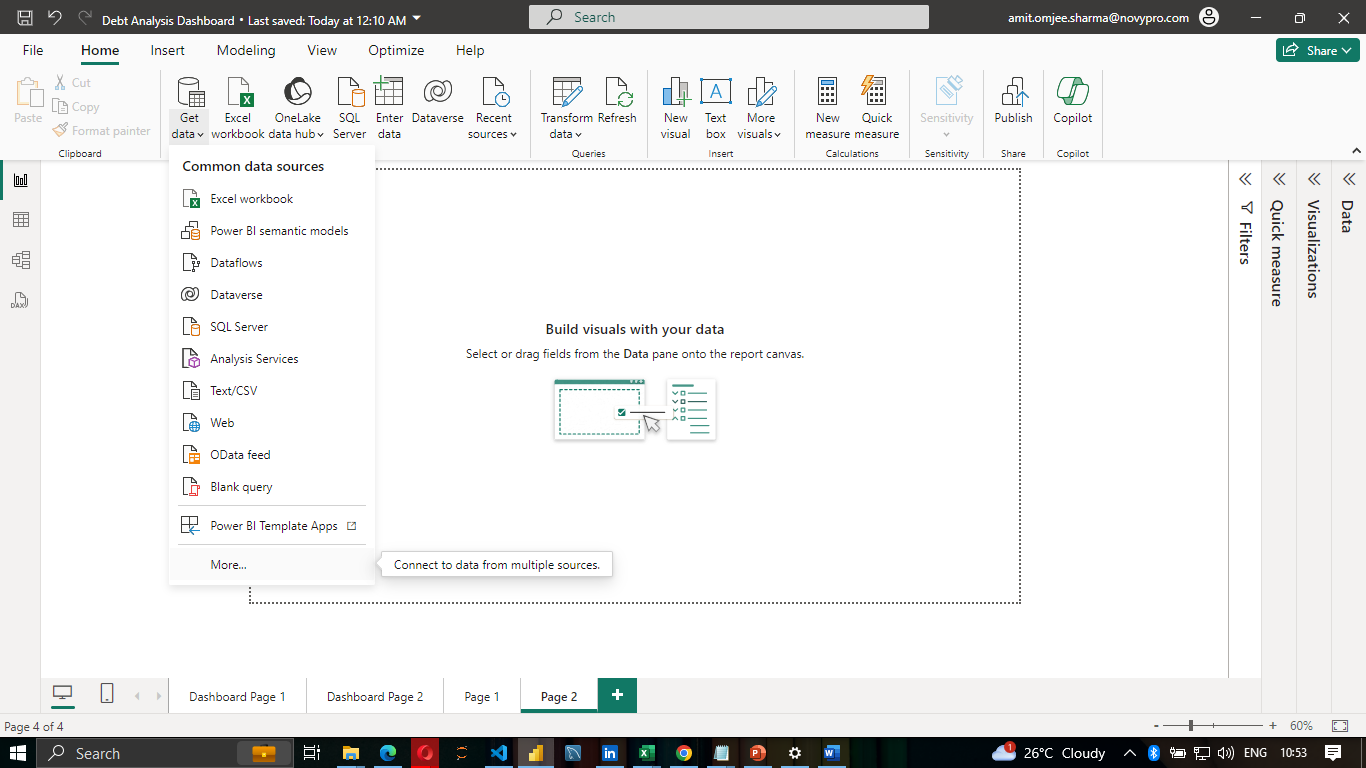 Debt Analysis Dashboard • Last saved: Today at 12:10 AM
Search
amit.omjee.sharma@novypro.com
File Home Insert Modeling View Optimize Help
Share
Paste
Cut
Copy
Format painter
Clipboard
Get data
Excel workbook
OneLake data hub
SQL Server
Enter data
Dataverse
Recent sources
Transform data
Refresh
Queries
New visual
Text box
More visuals
Insert
New measure
Quick measure
Calculations
Sensitivity
Sensitivity
Publish
Share
Copilot
Copilot
Common data sources
Excel workbook
Power BI semantic models
Dataflows
Dataverse
SQL Server
Analysis Services
Text/CSV
Web
OData feed
Blank query
Power BI Template Apps
More...
Connect to data from multiple sources.
DAX
Build visuals with your data
Select or drag fields from the Data pane onto the report canvas.
Filters
Quick measure
Visualizations
Data
Dashboard Page 1
Dashboard Page 2
Page 1
Page 2
+
Page 4 of 4
- + 60%
Search
1
26°C Cloudy
ENG
10:53